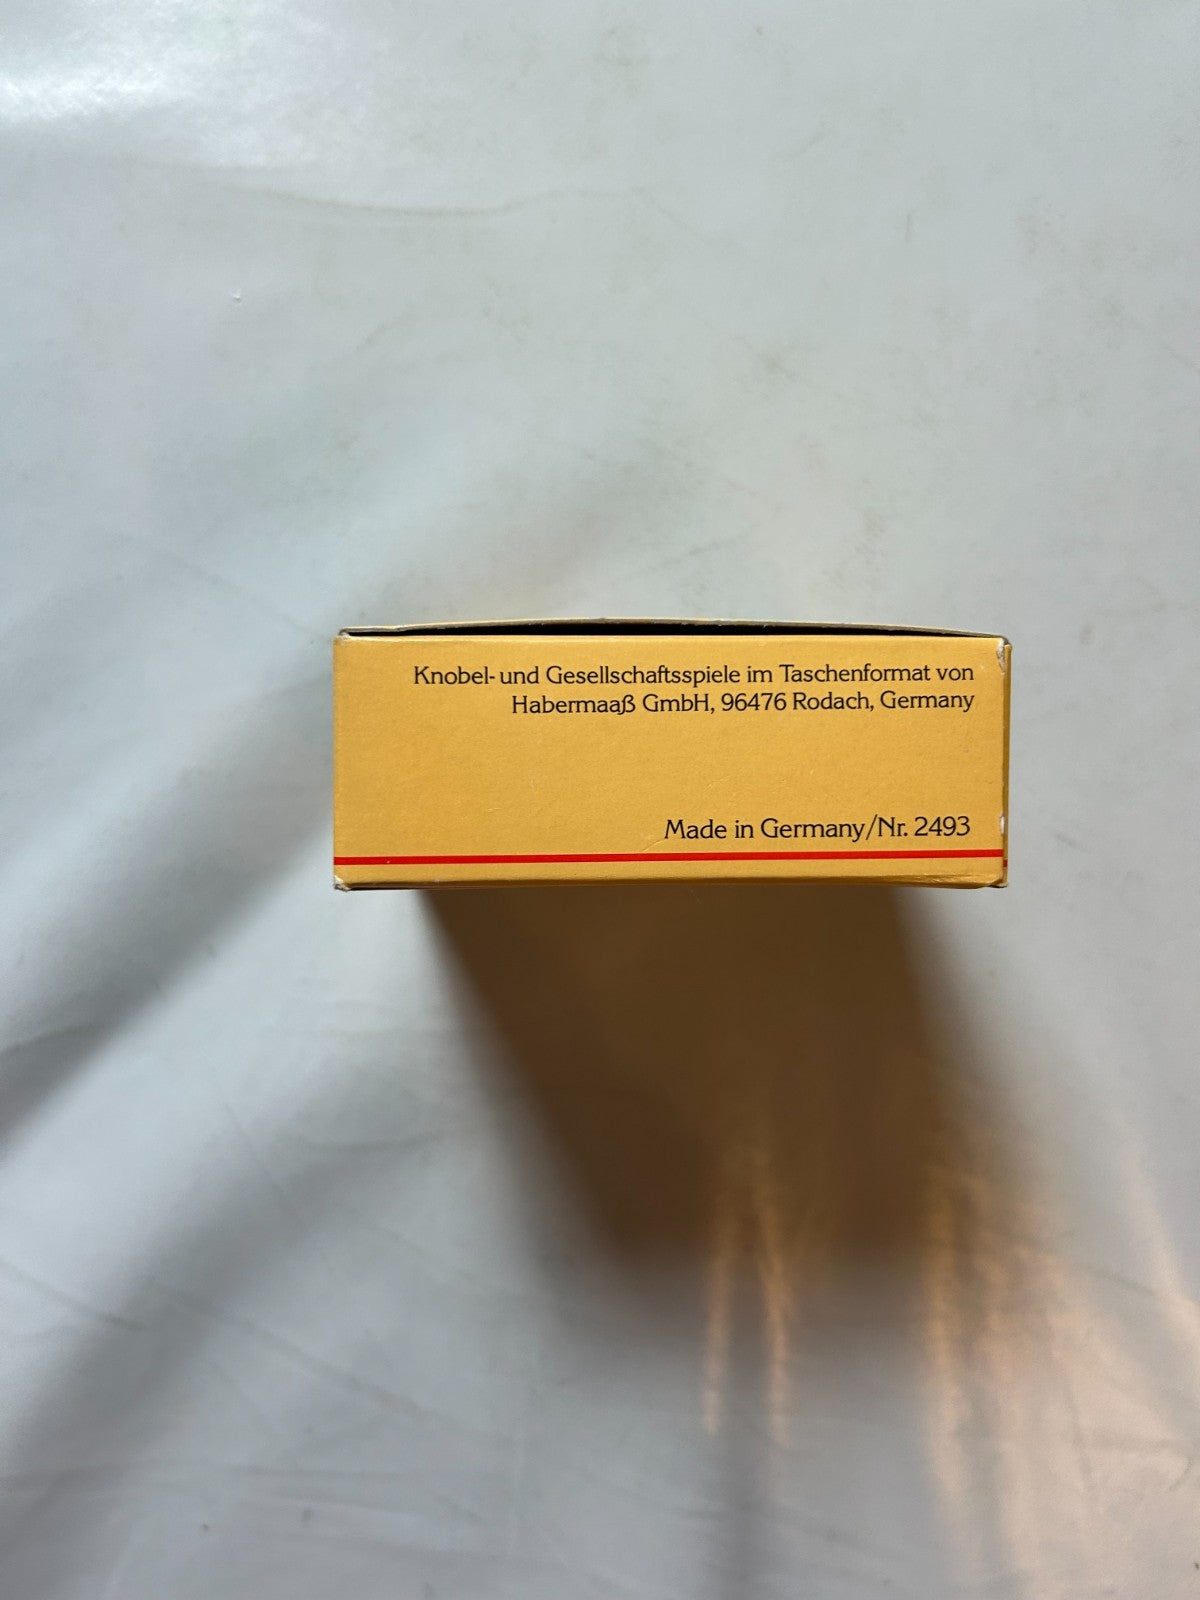 Knobel- und Gesellschaftsspiele im Taschenformat von
Habermaaß GmbH, 96476 Rodach, Germany
Made in Germany/Nr. 2493